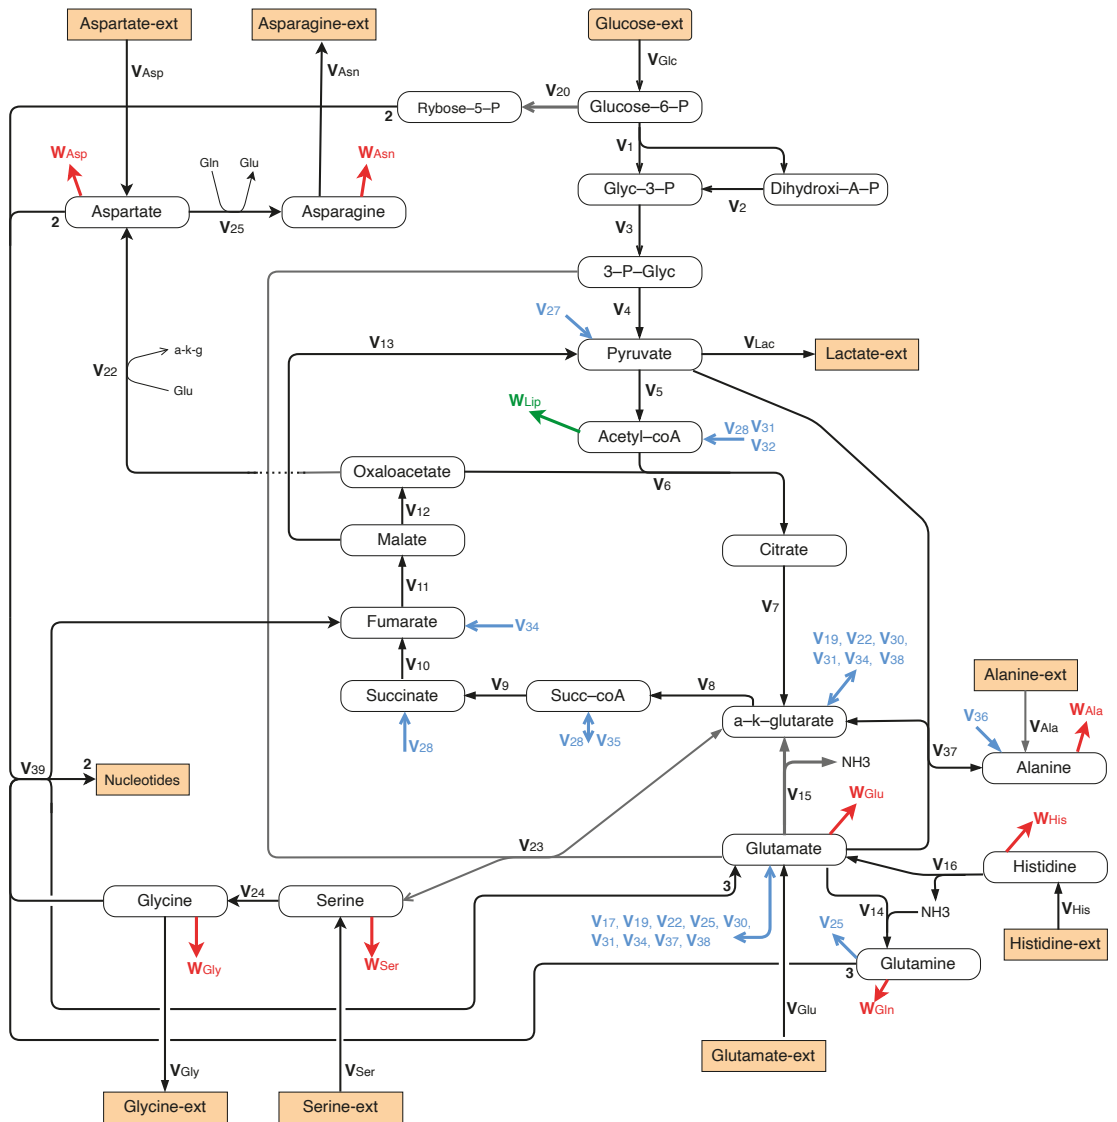 Aspartate-ext
Asparagine-ext
Glucose-ext
VAsp
VAsn
VGlc
V20
Rybose–5–P
2
Glucose–6–P
WAsp
WAsn
Gln
Glu
V1
Aspartate
2
V25
Asparagine
Glyc–3–P
V2
Dihydroxi–A–P
V3
3–P–Glyc
V27
V4
V13
a-k-g
V22
Glu
Pyruvate
VLac
Lactate-ext
V5
WLip
Acetyl–coA
V28 V31
V32
Oxaloacetate
V6
V12
Malate
Citrate
V11
V7
Fumarate
V34
V19, V22, V30,
V31, V34, V38
V10
Alanine-ext
Succinate
V9
Succ–coA
V8
a–k–glutarate
V36
VAla
WAla
V28
V28
V35
V37
V39
2
Nucleotides
NH3
Alanine
V15
WGlu
WHis
V23
Glutamate
V16
Histidine
Glycine
V24
Serine
3
V14
NH3
VHis
V17, V19, V22, V25, V30,
V31, V34, V37, V38
V25
Histidine-ext
WGly
WSer
3
Glutamine
VGlu
WGln
Glutamate-ext
VGly
VSer
Glycine-ext
Serine-ext